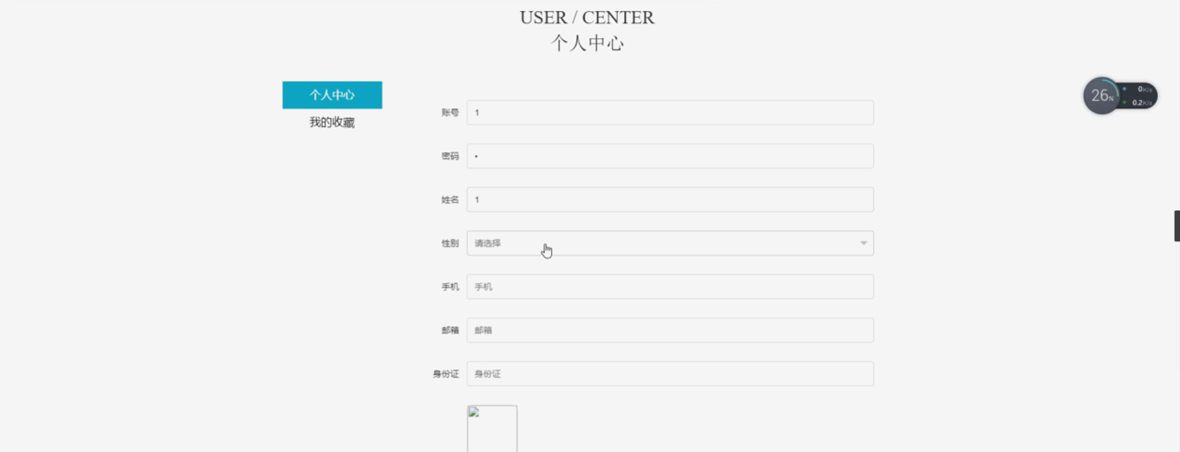 USER / CENTER
个人中心
个人中心
我的收藏
账号 1
密码 •
姓名 1
性别 请选择
手机 手机
邮箱 邮箱
身份证 身份证
26%
0K/s
0.2K/s